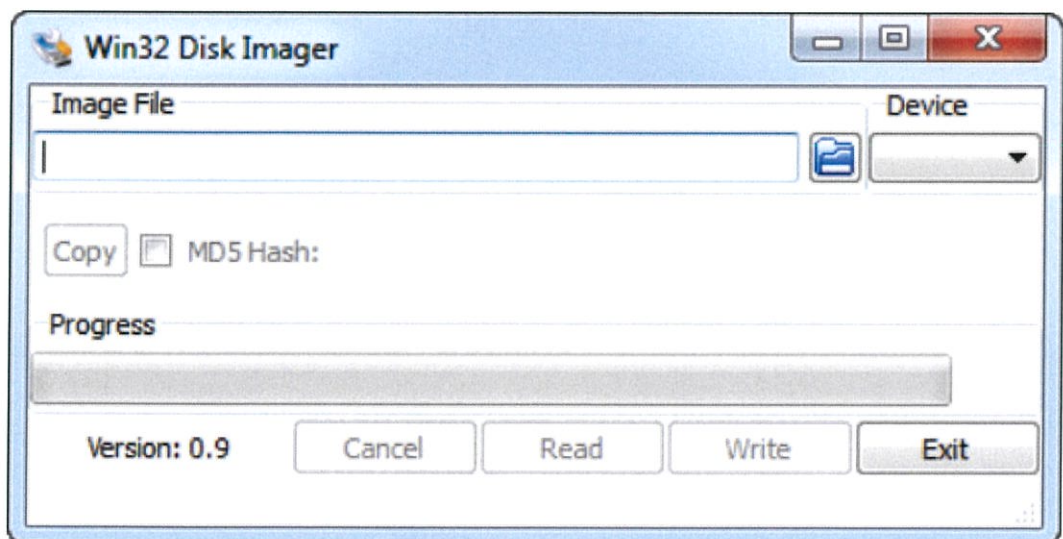 Win32 Disk Imager
Image File Device
Copy MD5 Hash:
Progress
Version: 0.9 Cancel Read Write Exit